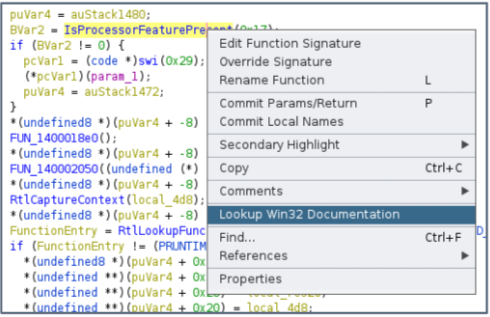 puVar4 = auStack1480;
BVar2 = IsProcessorFeaturePresent(0x17);
if (BVar2 != 0) {
pcVar1 = (code *)swi(0x29);
(*pcVar1)(param_1);
puVar4 = auStack1472;
}
*(undefined8 *)(puVar4 + -8)
FUN_1400018e0();
*(undefined8 *)(puVar4 + -8)
FUN_140002050((undefined (*)
*(undefined8 *)(puVar4 + -8)
RtlCaptureContext(local_4d8);
*(undefined8 *)(puVar4 + -8)
FunctionEntry = RtlLookupFunc
if (FunctionEntry != (PRUNTIM
*(undefined8 *)(puVar4 + 0x
*(undefined **)(puVar4 + 0x
*(undefined **)(puVar4 +
*(undefined **)(puVar4 + 0x20) = local_4d8;
Edit Function Signature
Override Signature
Rename Function L
Commit Params/Return P
Commit Local Names
Secondary Highlight
Copy Ctrl+C
Comments
Lookup Win32 Documentation
Find... Ctrl+F
References
Properties